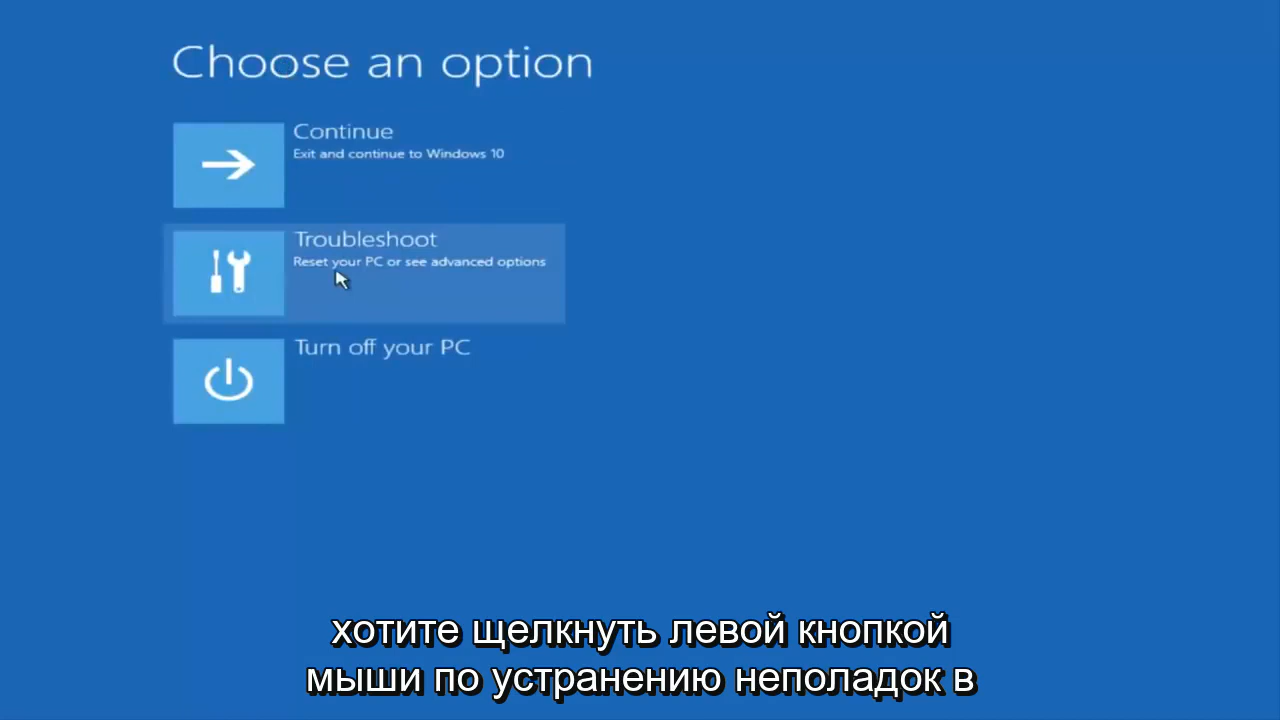 Choose an option
Continue
Exit and continue to Windows 10
Troubleshoot
Reset your PC or see advanced options
Turn off your PC
хотите щелкнуть левой кнопкой
мыши по устранению неполадок в